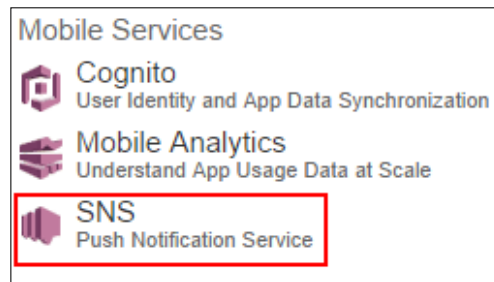 Mobile Services
Cognito
User Identity and App Data Synchronization
Mobile Analytics
Understand App Usage Data at Scale
SNS
Push Notification Service